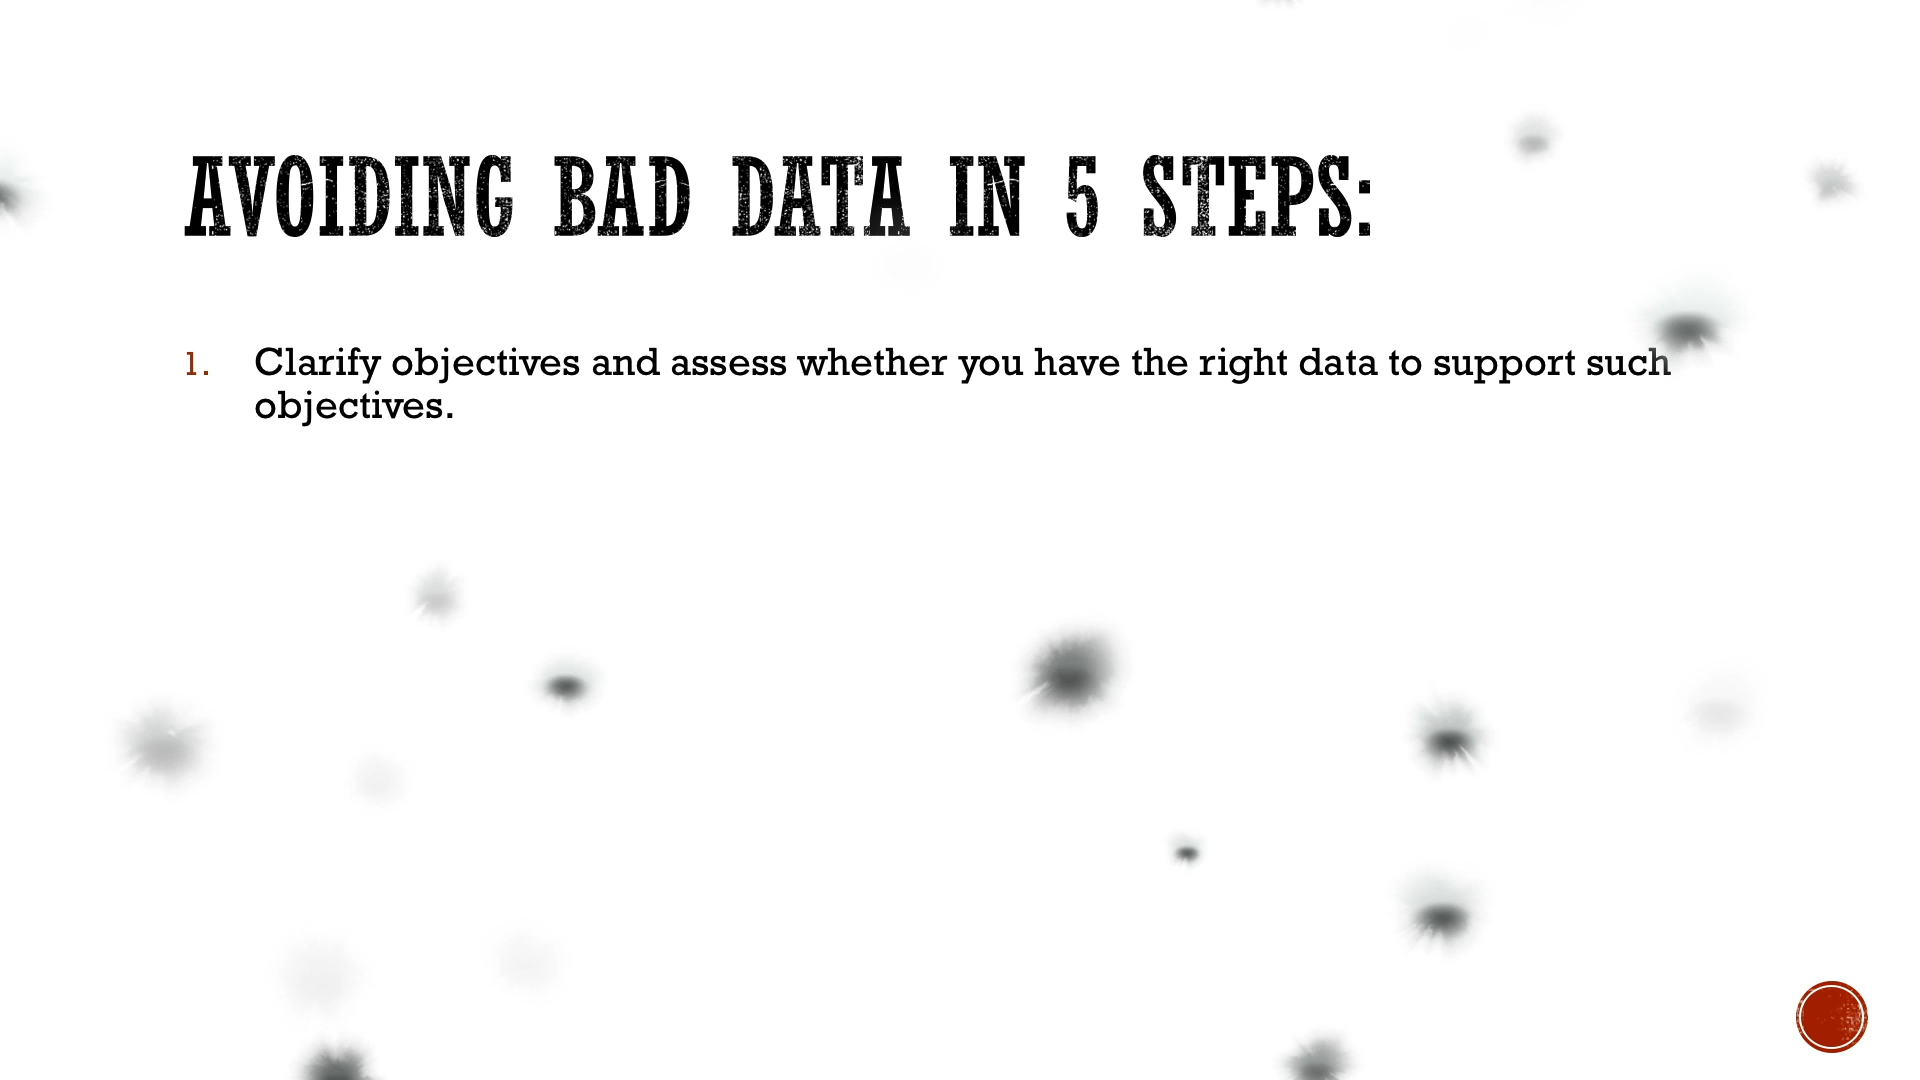 AVOIDING BAD DATA IN 5 STEPS:
1. Clarify objectives and assess whether you have the right data to support such
objectives.